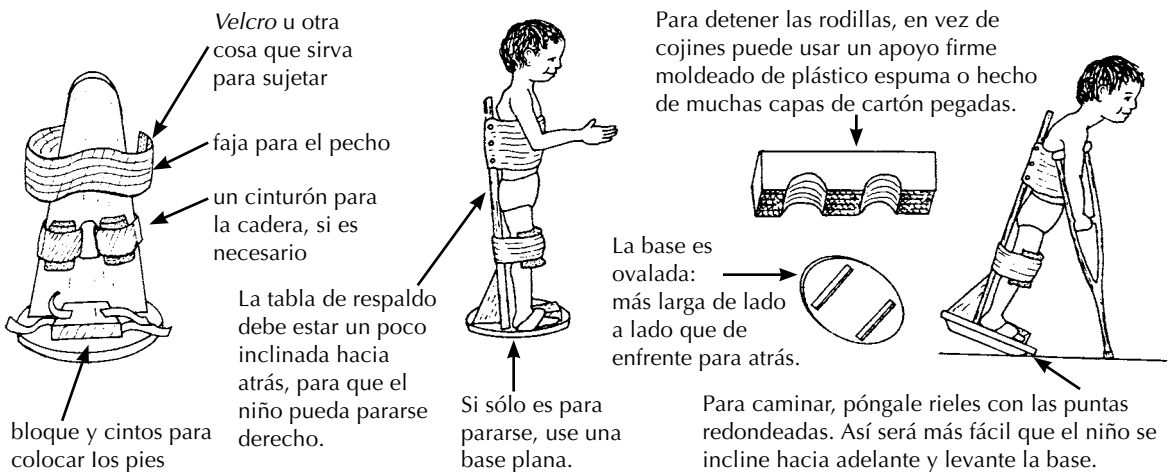 Velcro u otra
cosa que sirva
para sujetar
faja para el pecho
un cinturón para
la cadera, si es
necesario
bloque y cintos para
colocar los pies
La tabla de respaldo
debe estar un poco
inclinada hacia
atrás, para que el
niño pueda pararse
derecho.
Si sólo es para
pararse, use una
base plana.
Para detener las rodillas, en vez de
cojines puede usar un apoyo firme
moldeado de plástico espuma o hecho
de muchas capas de cartón pegadas.
La base es
ovalada:
más larga de lado
a lado que de
enfrente para atrás.
Para caminar, póngale rieles con las puntas
redondeadas. Así será más fácil que el niño se
incline hacia adelante y levante la base.